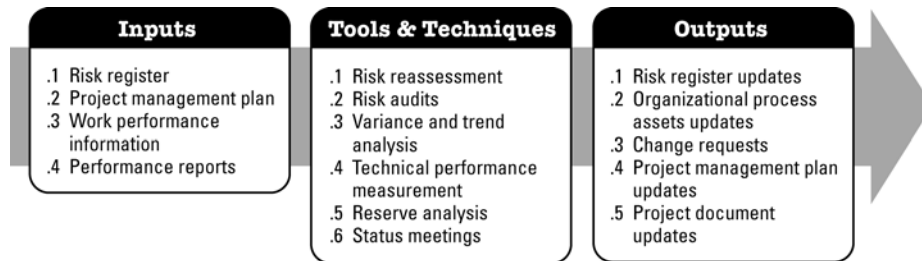 Inputs
.1 Risk register
.2 Project management plan
.3 Work performance
information
.4 Performance reports
Tools & Techniques
.1 Risk reassessment
.2 Risk audits
.3 Variance and trend
analysis
.4 Technical performance
measurement
.5 Reserve analysis
.6 Status meetings
Outputs
.1 Risk register updates
.2 Organizational process
assets updates
.3 Change requests
.4 Project management plan
updates
.5 Project document
updates